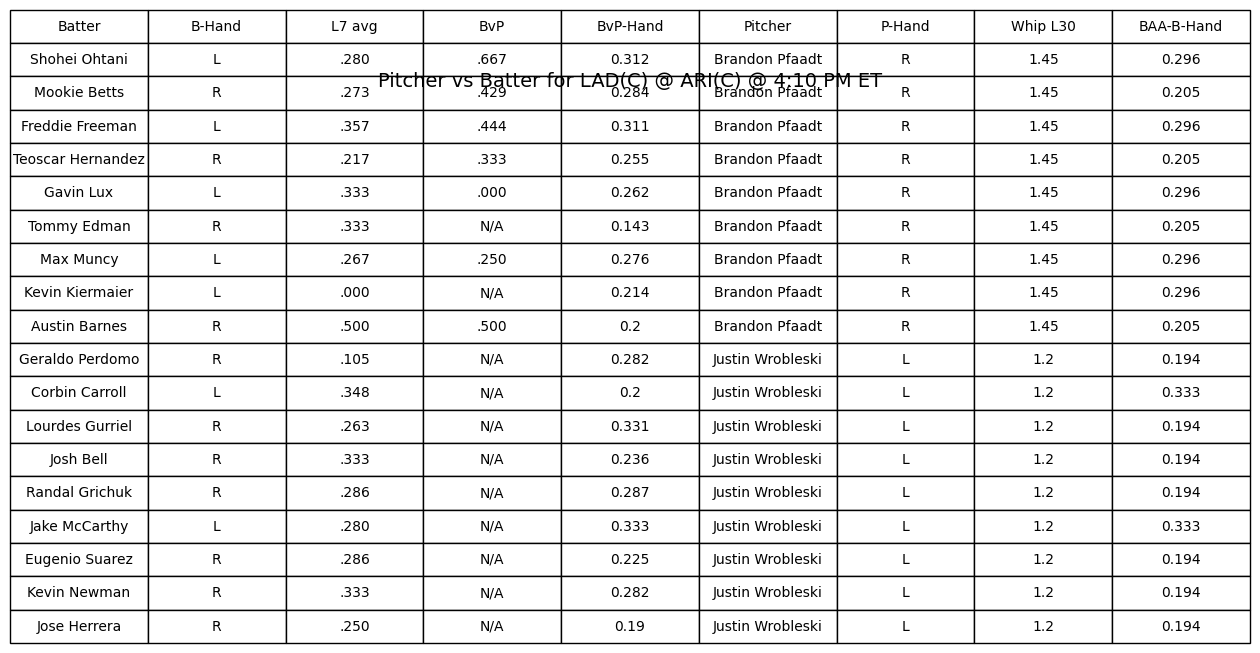 Batter B-Hand L7 avg BvP BvP-Hand Pitcher P-Hand Whip L30 BAA-B-Hand
Shohei Ohtani L .280 .667 0.312 Brandon Pfaadt R 1.45 0.296
Pitcher vs Batter for LAD(C) @ ARI(C) @ 4:10 PM ET
Mookie Betts R .273 .429 0.284 Brandon Pfaadt R 1.45 0.205
Freddie Freeman L .357 .444 0.311 Brandon Pfaadt R 1.45 0.296
Teoscar Hernandez R .217 .333 0.255 Brandon Pfaadt R 1.45 0.205
Gavin Lux L .333 .000 0.262 Brandon Pfaadt R 1.45 0.296
Tommy Edman R .333 N/A 0.143 Brandon Pfaadt R 1.45 0.205
Max Muncy L .267 .250 0.276 Brandon Pfaadt R 1.45 0.296
Kevin Kiermaier L .000 N/A 0.214 Brandon Pfaadt R 1.45 0.296
Austin Barnes R .500 .500 0.2 Brandon Pfaadt R 1.45 0.205
Geraldo Perdomo R .105 N/A 0.282 Justin Wrobleski L 1.2 0.194
Corbin Carroll L .348 N/A 0.2 Justin Wrobleski L 1.2 0.333
Lourdes Gurriel R .263 N/A 0.331 Justin Wrobleski L 1.2 0.194
Josh Bell R .333 N/A 0.236 Justin Wrobleski L 1.2 0.194
Randal Grichuk R .286 N/A 0.287 Justin Wrobleski L 1.2 0.194
Jake McCarthy L .280 N/A 0.333 Justin Wrobleski L 1.2 0.333
Eugenio Suarez R .286 N/A 0.225 Justin Wrobleski L 1.2 0.194
Kevin Newman R .333 N/A 0.282 Justin Wrobleski L 1.2 0.194
Jose Herrera R .250 N/A 0.19 Justin Wrobleski L 1.2 0.194